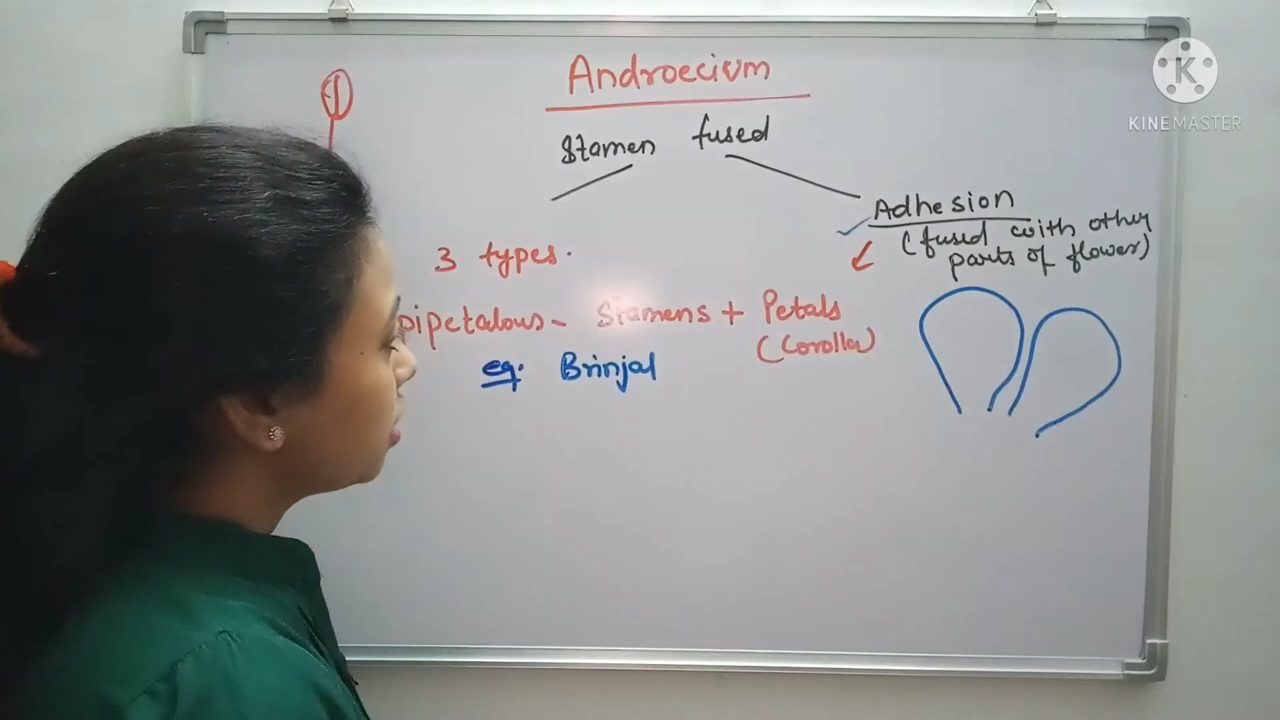 Androecium
Stamen fused
Adhesion
(fused with other
parts of flower)
3 types.
pipetalous - Stamens + Petals
(Corolla)
eg. Brinjal
K
KINEMASTER